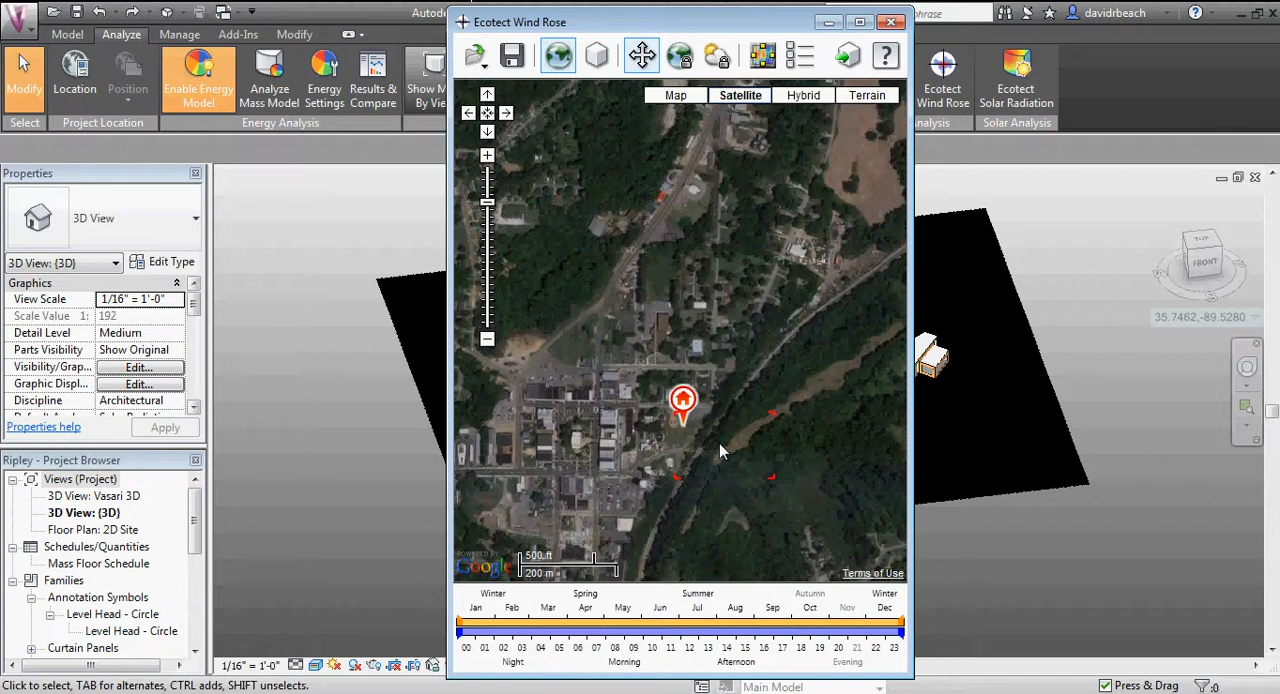 Autod
Ecotect Wind Rose
phrase
davidrbeach
Model Analyze Manage Add-Ins Modify
Modify
Location
Position
Enable Energy Model
Analyze Mass Model
Energy Settings
Results & Compare
Show M
By Vie
Ecotect Wind Rose
Ecotect Solar Radiation
Select
Project Location
Energy Analysis
nalysis
Solar Analysis
Map Satellite Hybrid Terrain
Properties
3D View
3D View: {3D}
Edit Type
Graphics
View Scale 1/16" = 1'-0"
Scale Value 1: 192
Detail Level Medium
Parts Visibility Show Original
Visibility/Grap... Edit...
Graphic Displ... Edit...
Discipline Architectural
Properties help
Apply
Ripley - Project Browser
Views (Project)
3D View: Vasari 3D
3D View: {3D}
Floor Plan: 2D Site
Schedules/Quantities
Mass Floor Schedule
Families
Annotation Symbols
Level Head - Circle
Level Head - Circle
Curtain Panels
TOP
FRONT
35.7462,-89.5280
500 ft
200 m
POWERED BY
Google
Terms of Use
Winter Spring Summer Autumn Winter
Jan Feb Mar Apr May Jun Jul Aug Sep Oct Nov Dec
00 01 02 03 04 05 06 07 08 09 10 11 12 13 14 15 16 17 18 19 20 21 22 23
Night Morning Afternoon Evening
1/16" = 1'-0"
Click to select, TAB for alternates, CTRL adds, SHIFT unselects.
Main Model
Press & Drag
:0